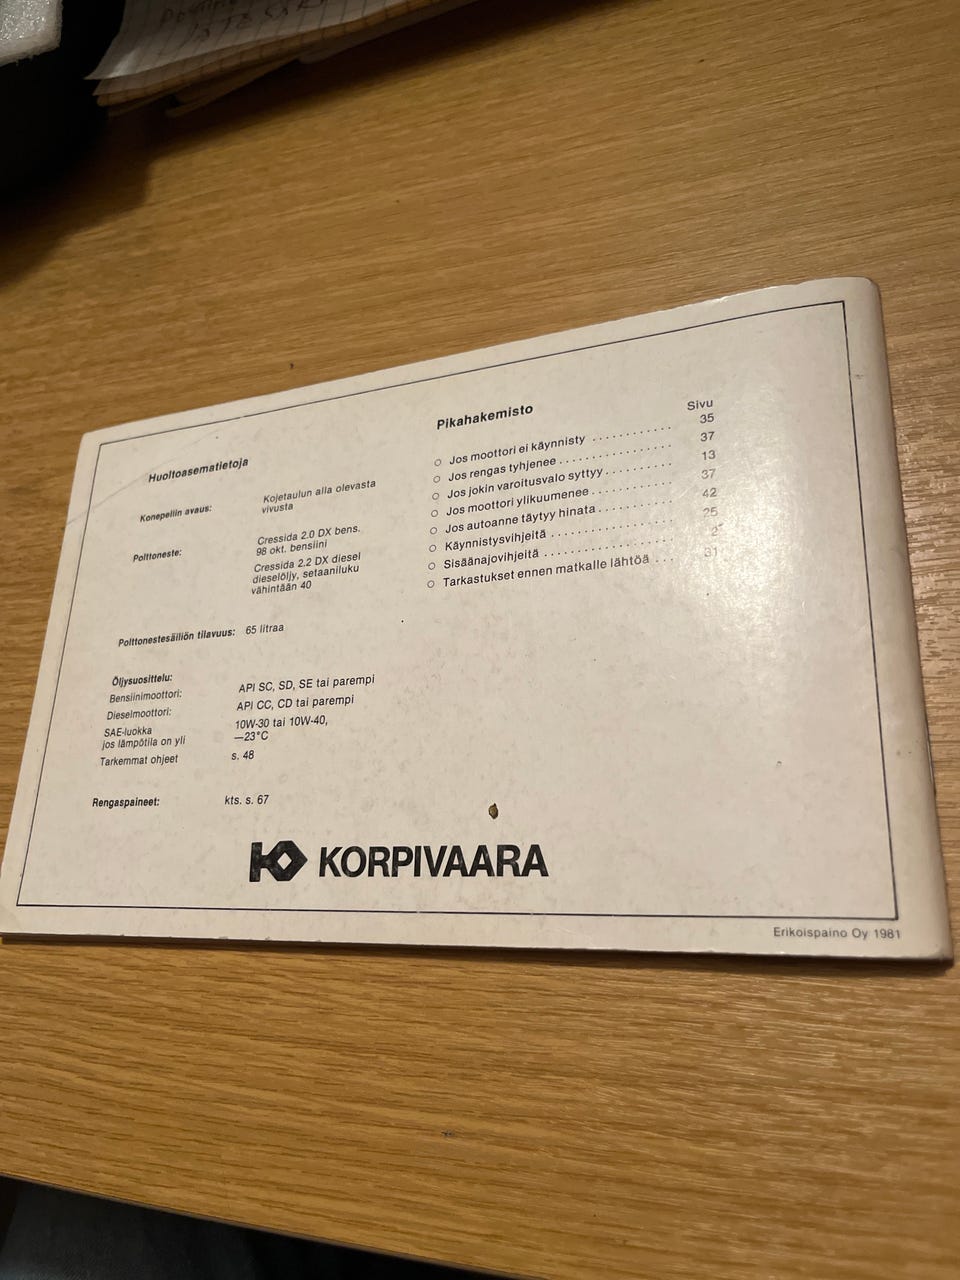 Huoltoasematietoja
Konepellin avaus:
Kojetaulun alla olevasta
vivusta
Polttoneste:
Cressida 2.0 DX bens.
98 okt. bensiini
Cressida 2.2 DX diesel
dieselöljy, setaaniluku
vähintään 40
Polttonestesäiliön tilavuus: 65 litraa
Öljysuosittelu:
Bensiinimoottori: API SC, SD, SE tai parempi
Dieselmoottori: API CC, CD tai parempi
SAE-luokka 10W-30 tai 10W-40,
jos lämpötila on yli —23°C
Tarkemmat ohjeet s. 48
Rengaspaineet: kts. s. 67
Pikahakemisto
Sivu
Jos moottori ei käynnisty ............ 35
Jos rengas tyhjenee ................ 37
Jos jokin varoitusvalo syttyy .......... 13
Jos moottori ylikuumenee ............ 37
Jos autoanne täytyy hinata ........... 42
Käynnistysvihjeitä .................. 25
Sisäänajovihjeitä ...................
Tarkastukset ennen matkalle lähtöä ... 31
KORPIVAARA
Erikoispaino Oy 1981